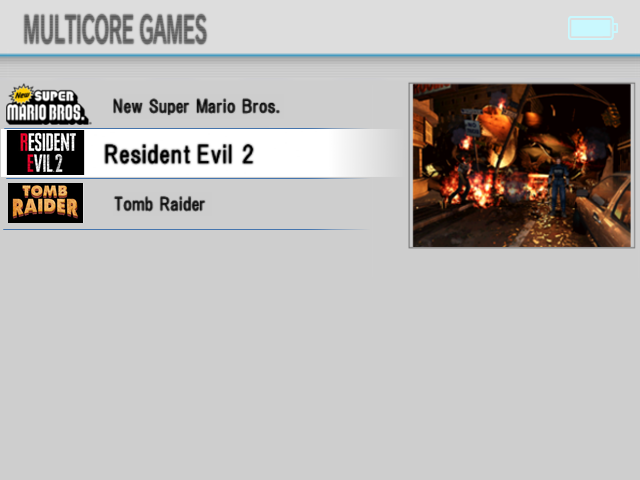 MULTICORE GAMES
New SUPER MARIO BROS.
New Super Mario Bros.
RESIDENT EVIL 2
Resident Evil 2
TOMB RAIDER
Tomb Raider